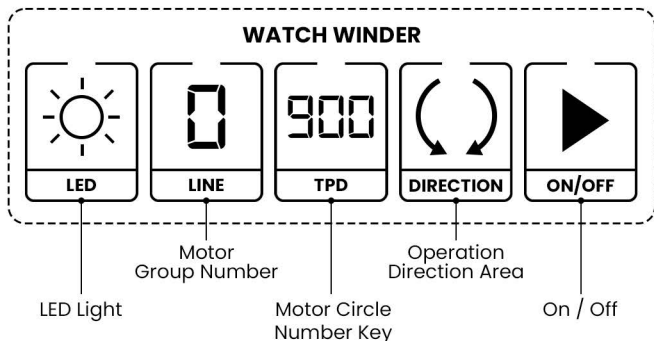 WATCH WINDER
0
900
LED
LINE
TPD
DIRECTION
ON/OFF
Motor
Group Number
Operation
Direction Area
LED Light
Motor Circle
Number Key
On / Off